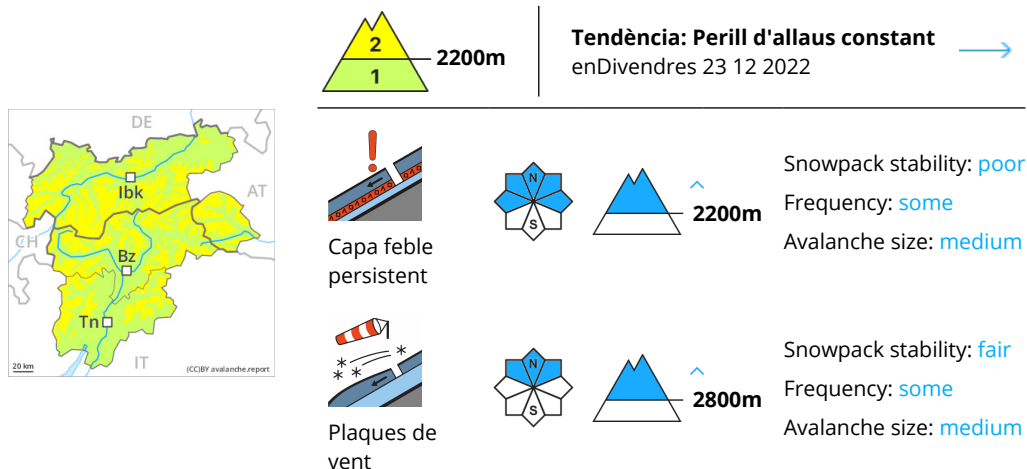 2
1
2200m
Tendència: Perill d'allaus constant
enDivendres 23 12 2022
DE
Ibk
AT
CH
Bz
Tn
IT
20 km
(CC)BY avalanche.report
Capa feble
persistent
N
S
2200m
Snowpack stability: poor
Frequency: some
Avalanche size: medium
Plaques de
vent
N
S
2800m
Snowpack stability: fair
Frequency: some
Avalanche size: medium